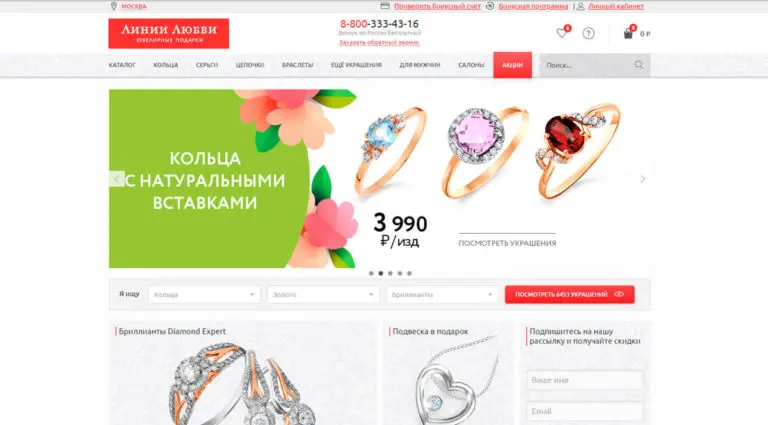 МОСКВА
Проверить бонусный счёт
Бонусная программа
Личный кабинет
ЛИНИИ ЛЮБВИ
ЮВЕЛИРНЫЕ ПОДАРКИ
8-800-333-43-16
Звонок по России бесплатный
Заказать обратный звонок.
0
0
0 ₽
КАТАЛОГ
КОЛЬЦА
СЕРЬГИ
ЦЕПОЧКИ
БРАСЛЕТЫ
ЕЩЁ УКРАШЕНИЯ
ДЛЯ МУЖЧИН
САЛОНЫ
АКЦИИ
Поиск...
КОЛЬЦА
С НАТУРАЛЬНЫМИ
ВСТАВКАМИ
3 990
₽/ИЗД
ПОСМОТРЕТЬ УКРАШЕНИЯ
Я ищу
Кольца
Золото
Бриллианты
ПОСМОТРЕТЬ 6453 УКРАШЕНИЙ
Бриллианты Diamond Expert
Подвеска в подарок
Подпишитесь на нашу
рассылку и получайте скидки
Ваше имя
Email